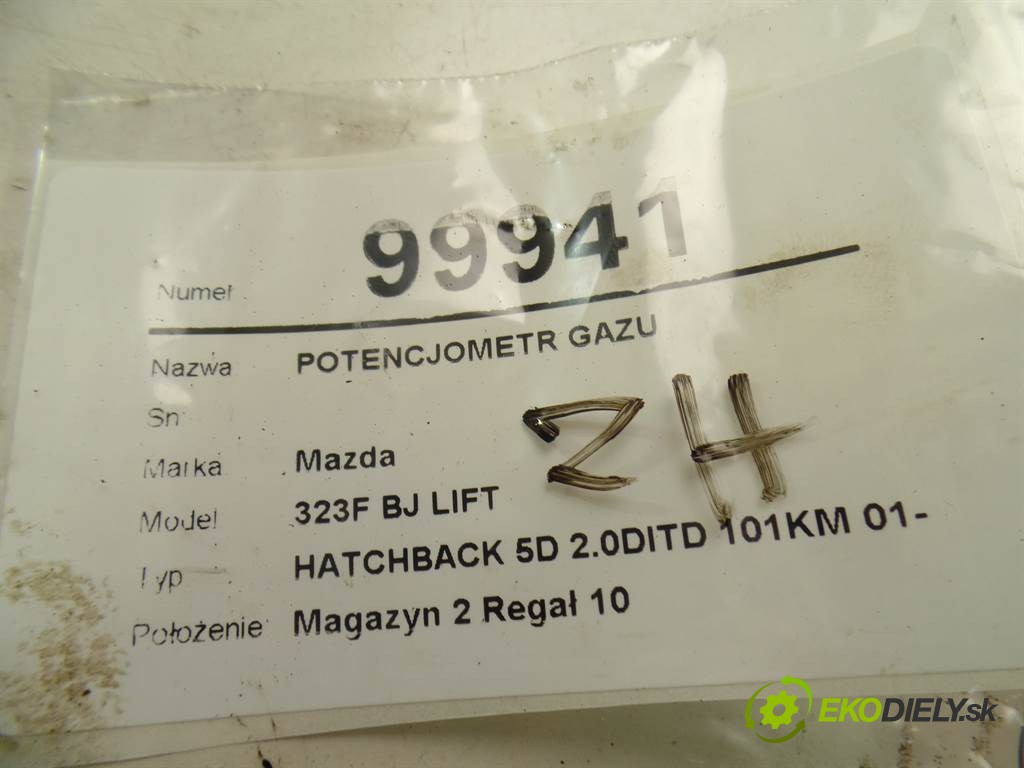 Numer 99941
Nazwa POTENCJOMETR GAZU
Sn
Marka Mazda
Model 323F BJ LIFT
Typ HATCHBACK 5D 2.0DITD 101KM 01-
Położenie Magazyn 2 Regał 10
ZH
EKODIELY.sk